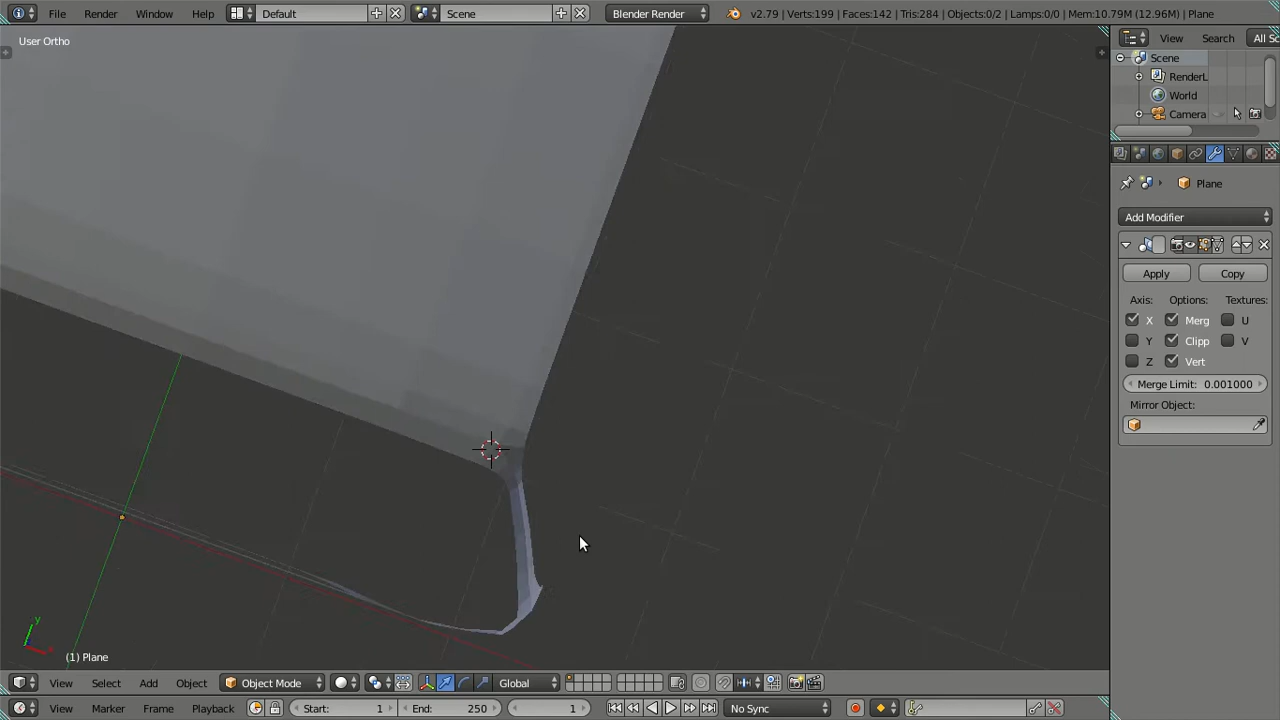 File Render Window Help Default Scene Blender Render v2.79 | Verts:199 | Faces:142 | Tris:284 | Objects:0/2 | Lamps:0/0 | Mem:10.79M (12.96M) | Plane
User Ortho
View Search All Sc
Scene
RenderL
World
Camera
Plane
Add Modifier
Apply Copy
Axis: Options: Textures:
X Merg U
Y Clipp V
Z Vert
Merge Limit: 0.001000
Mirror Object:
y
x
(1) Plane
View Select Add Object Object Mode Global
View Marker Frame Playback Start: 1 End: 250 1 No Sync